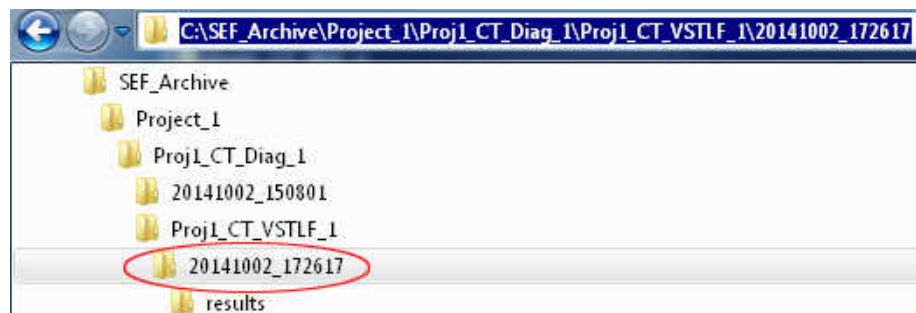 C:\SEF_Archive\Project_1\Proj1_CT_Diag_1\Proj1_CT_VSTLF_1\20141002_172617
SEF_Archive
Project_1
Proj1_CT_Diag_1
20141002_150801
Proj1_CT_VSTLF_1
20141002_172617
results